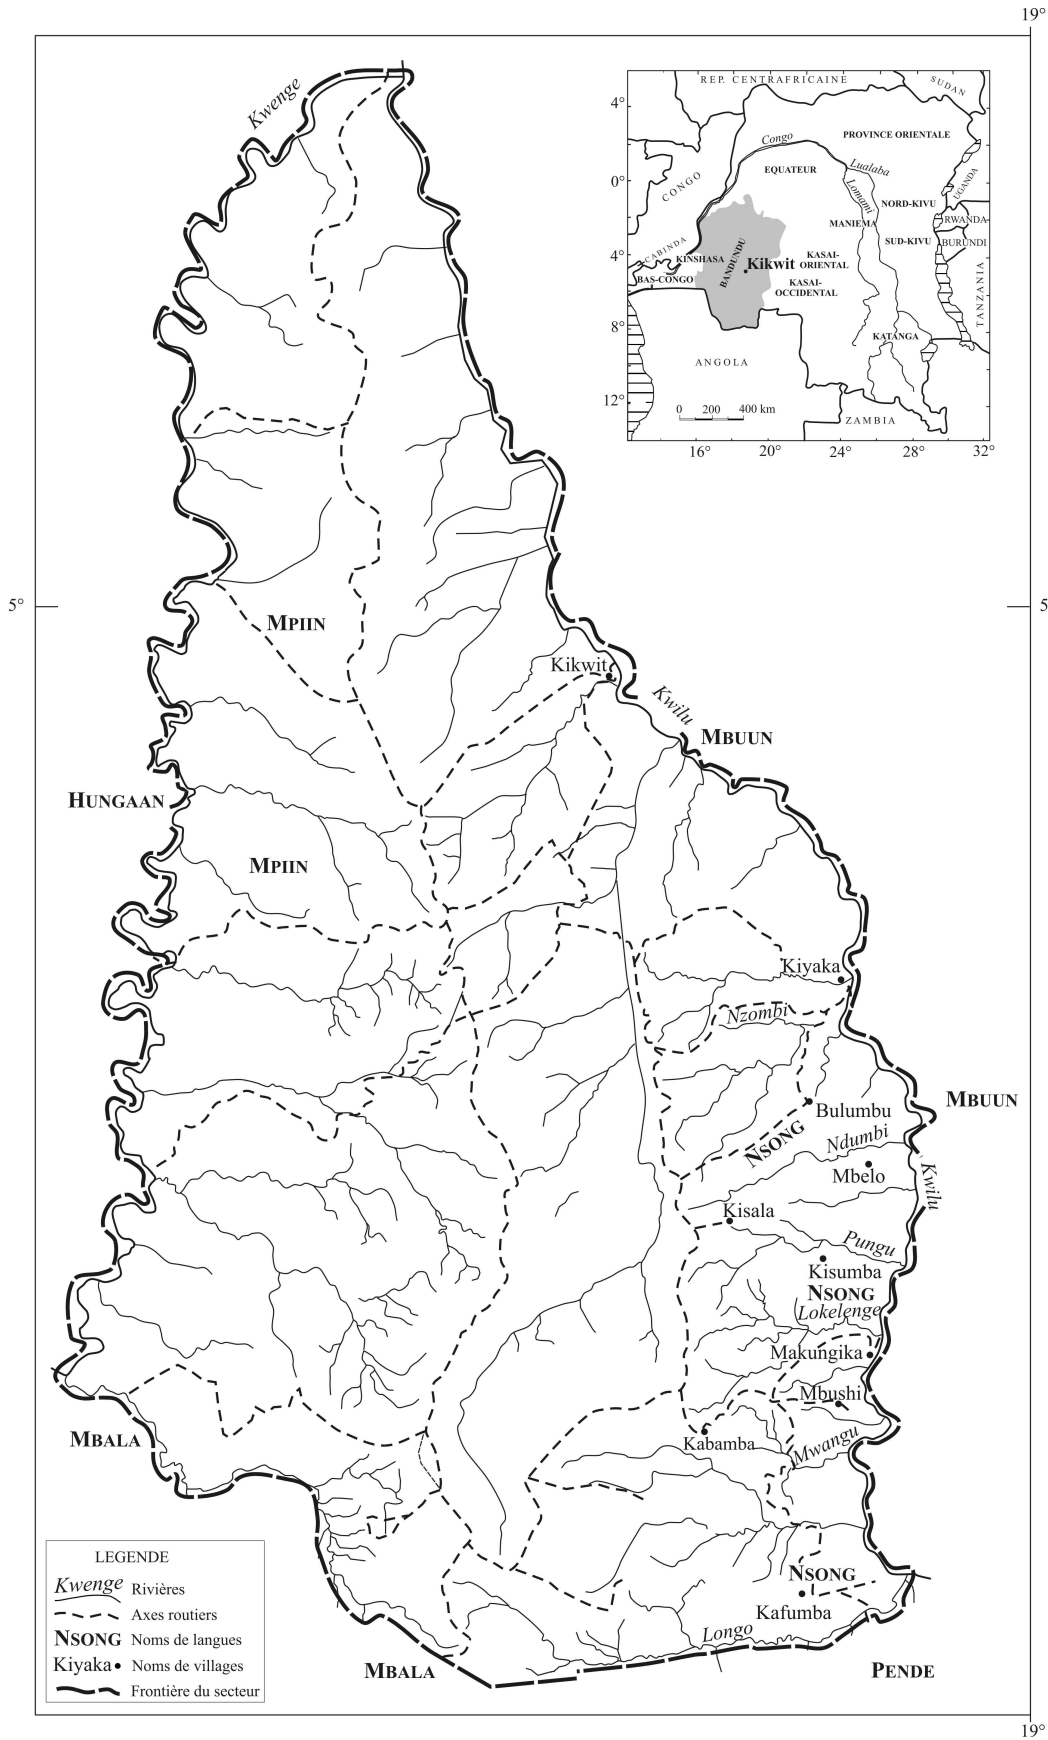 19°
Kwenge
REP. CENTRAFRICAINE
SUDAN
4°
Congo
PROVINCE ORIENTALE
EQUATEUR
Lualaba
CONGO
UGANDA
0°
Lomami
NORD-KIVU
RWANDA
MANIEMA
SUD-KIVU
BURUNDI
CABINDA
KINSHASA
BANDUNDU
4°
Kikwit
KASAI-
ORIENTAL
BAS-CONGO
KASAI-
OCCIDENTAL
TANZANIA
8°
KATANGA
ANGOLA
12°
0 200 400 km
ZAMBIA
16° 20° 24° 28° 32°
5°
5
MPIIN
Kikwit
Kwilu
MBUUN
HUNGAAN
MPIIN
Kiyaka
Nzombi
MBUUN
Bulumbu
NSONG
Ndumbi
Mbelo
Kwilu
Kisala
Pungu
Kisumba
NSONG
Lokelenge
Makungika
Mbushi
MBALA
Kabamba
Mwangu
NSONG
Kafumba
Longo
MBALA
PENDE
LEGENDE
Kwenge Rivières
Axes routiers
NSONG Noms de langues
Kiyaka Noms de villages
Frontière du secteur
19°